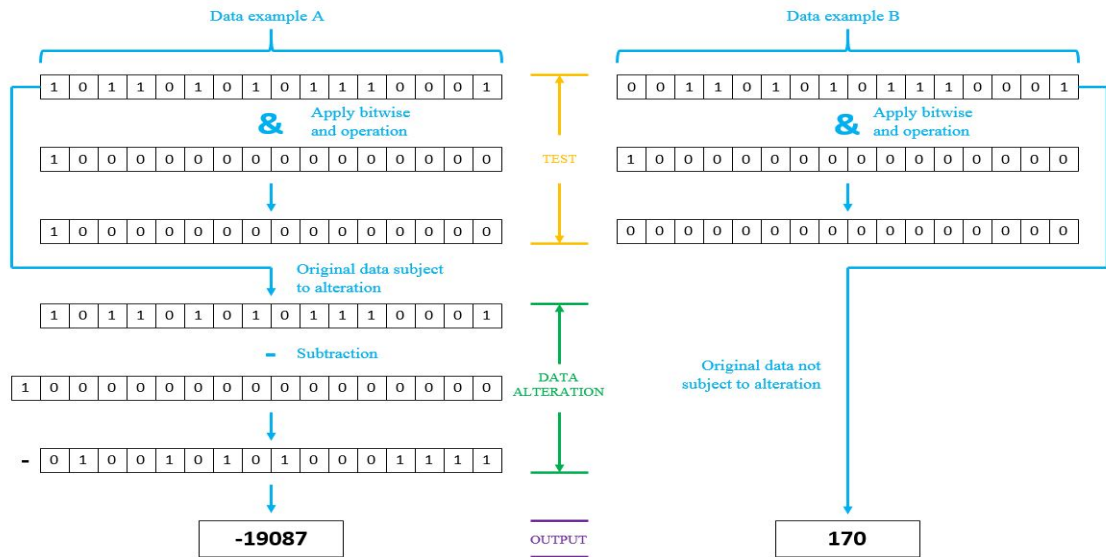 Data example A
Data example B
1 0 1 1 0 1 0 1 0 1 1 1 0 0 0 1
0 0 1 1 0 1 0 1 0 1 1 1 0 0 0 1
& Apply bitwise
and operation
& Apply bitwise
and operation
1 0 0 0 0 0 0 0 0 0 0 0 0 0 0 0
TEST
1 0 0 0 0 0 0 0 0 0 0 0 0 0 0 0
1 0 0 0 0 0 0 0 0 0 0 0 0 0 0 0
0 0 0 0 0 0 0 0 0 0 0 0 0 0 0 0
Original data subject
to alteration
1 0 1 1 0 1 0 1 0 1 1 1 0 0 0 1
- Subtraction
1 0 0 0 0 0 0 0 0 0 0 0 0 0 0 0 0
DATA
ALTERATION
Original data not
subject to alteration
- 0 1 0 0 1 0 1 0 1 0 0 0 1 1 1 1
-19087
OUTPUT
170